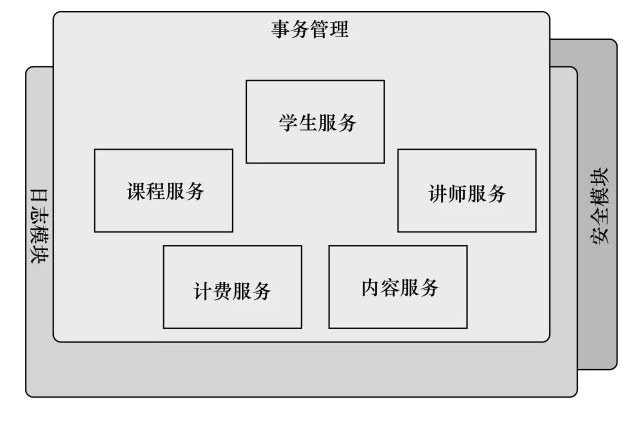 事务管理
学生服务
课程服务
讲师服务
计费服务
内容服务
日志模块
安全模块